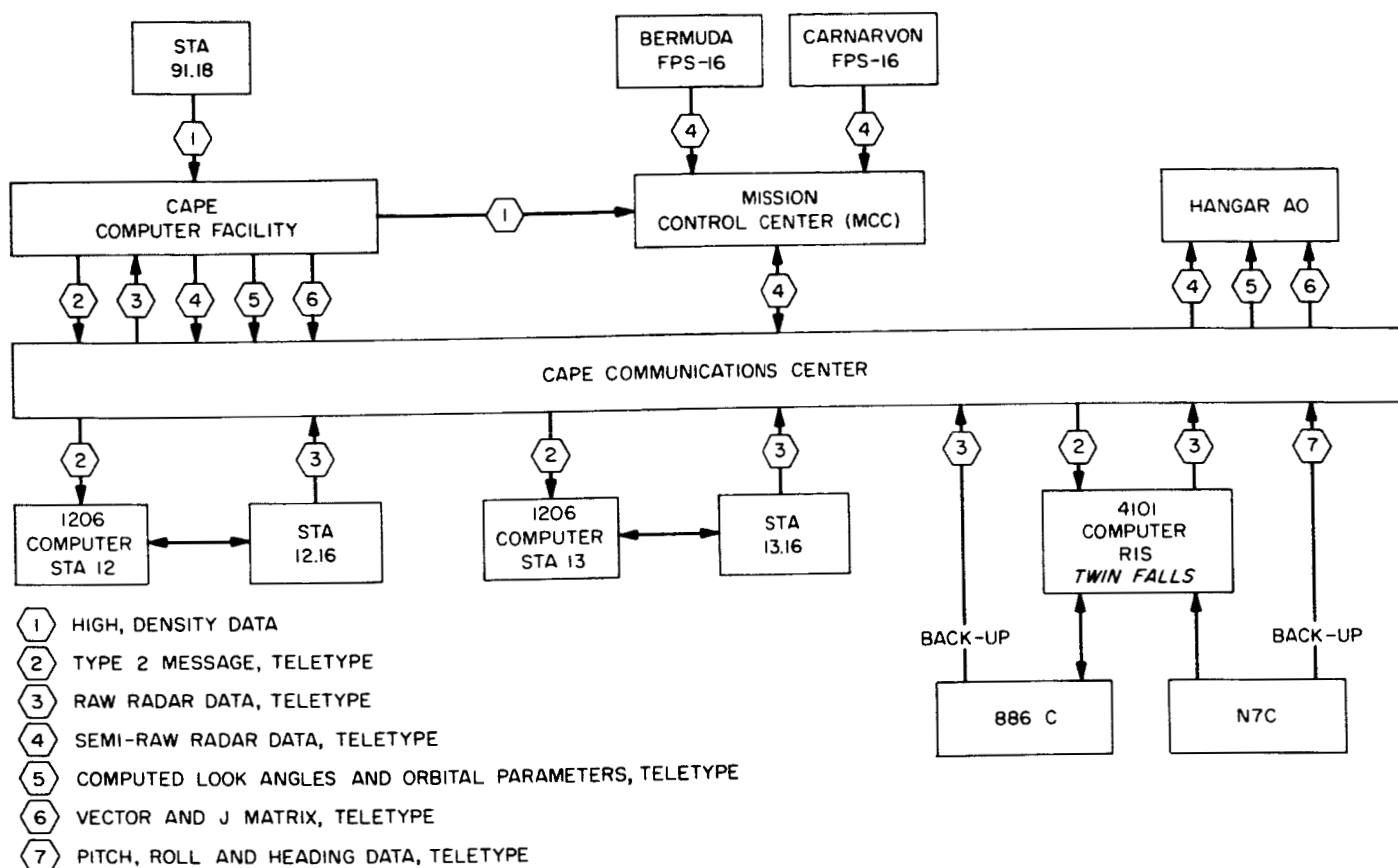 STA
91.18
BERMUDA
FPS-16
CARNARVON
FPS-16
1
4
4
CAPE
COMPUTER FACILITY
1
MISSION
CONTROL CENTER (MCC)
HANGAR AO
2
3
4
5
6
4
4
5
6
CAPE COMMUNICATIONS CENTER
2
3
2
3
3
2
3
7
1206
COMPUTER
STA 12
STA
12.16
1206
COMPUTER
STA 13
STA
13.16
4101
COMPUTER
RIS
TWIN FALLS
BACK-UP
BACK-UP
886 C
N7C
1 HIGH, DENSITY DATA
2 TYPE 2 MESSAGE, TELETYPE
3 RAW RADAR DATA, TELETYPE
4 SEMI-RAW RADAR DATA, TELETYPE
5 COMPUTED LOOK ANGLES AND ORBITAL PARAMETERS, TELETYPE
6 VECTOR AND J MATRIX, TELETYPE
7 PITCH, ROLL AND HEADING DATA, TELETYPE